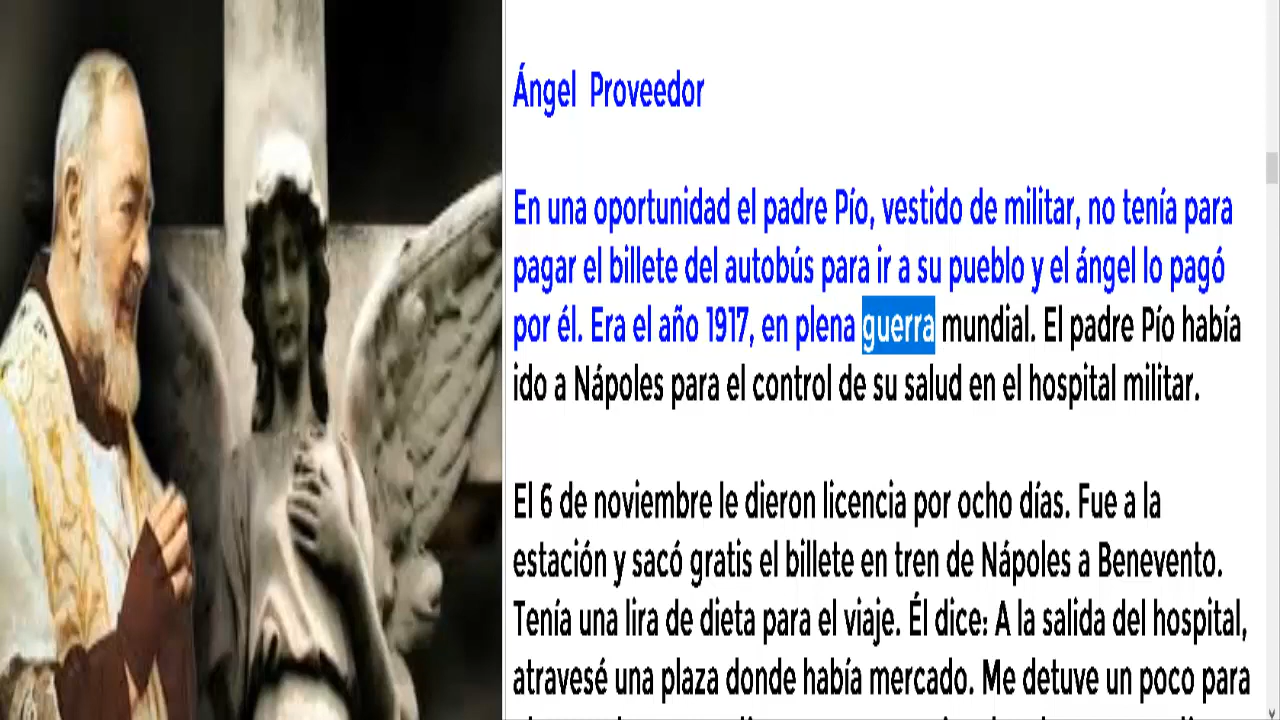 Ángel Proveedor
En una oportunidad el padre Pío, vestido de militar, no tenía para
pagar el billete del autobús para ir a su pueblo y el ángel lo pagó
por él. Era el año 1917, en plena guerra mundial. El padre Pío había
ido a Nápoles para el control de su salud en el hospital militar.
El 6 de noviembre le dieron licencia por ocho días. Fue a la
estación y sacó gratis el billete en tren de Nápoles a Benevento.
Tenía una lira de dieta para el viaje. Él dice: A la salida del hospital,
atravesé una plaza donde había mercado. Me detuve un poco para